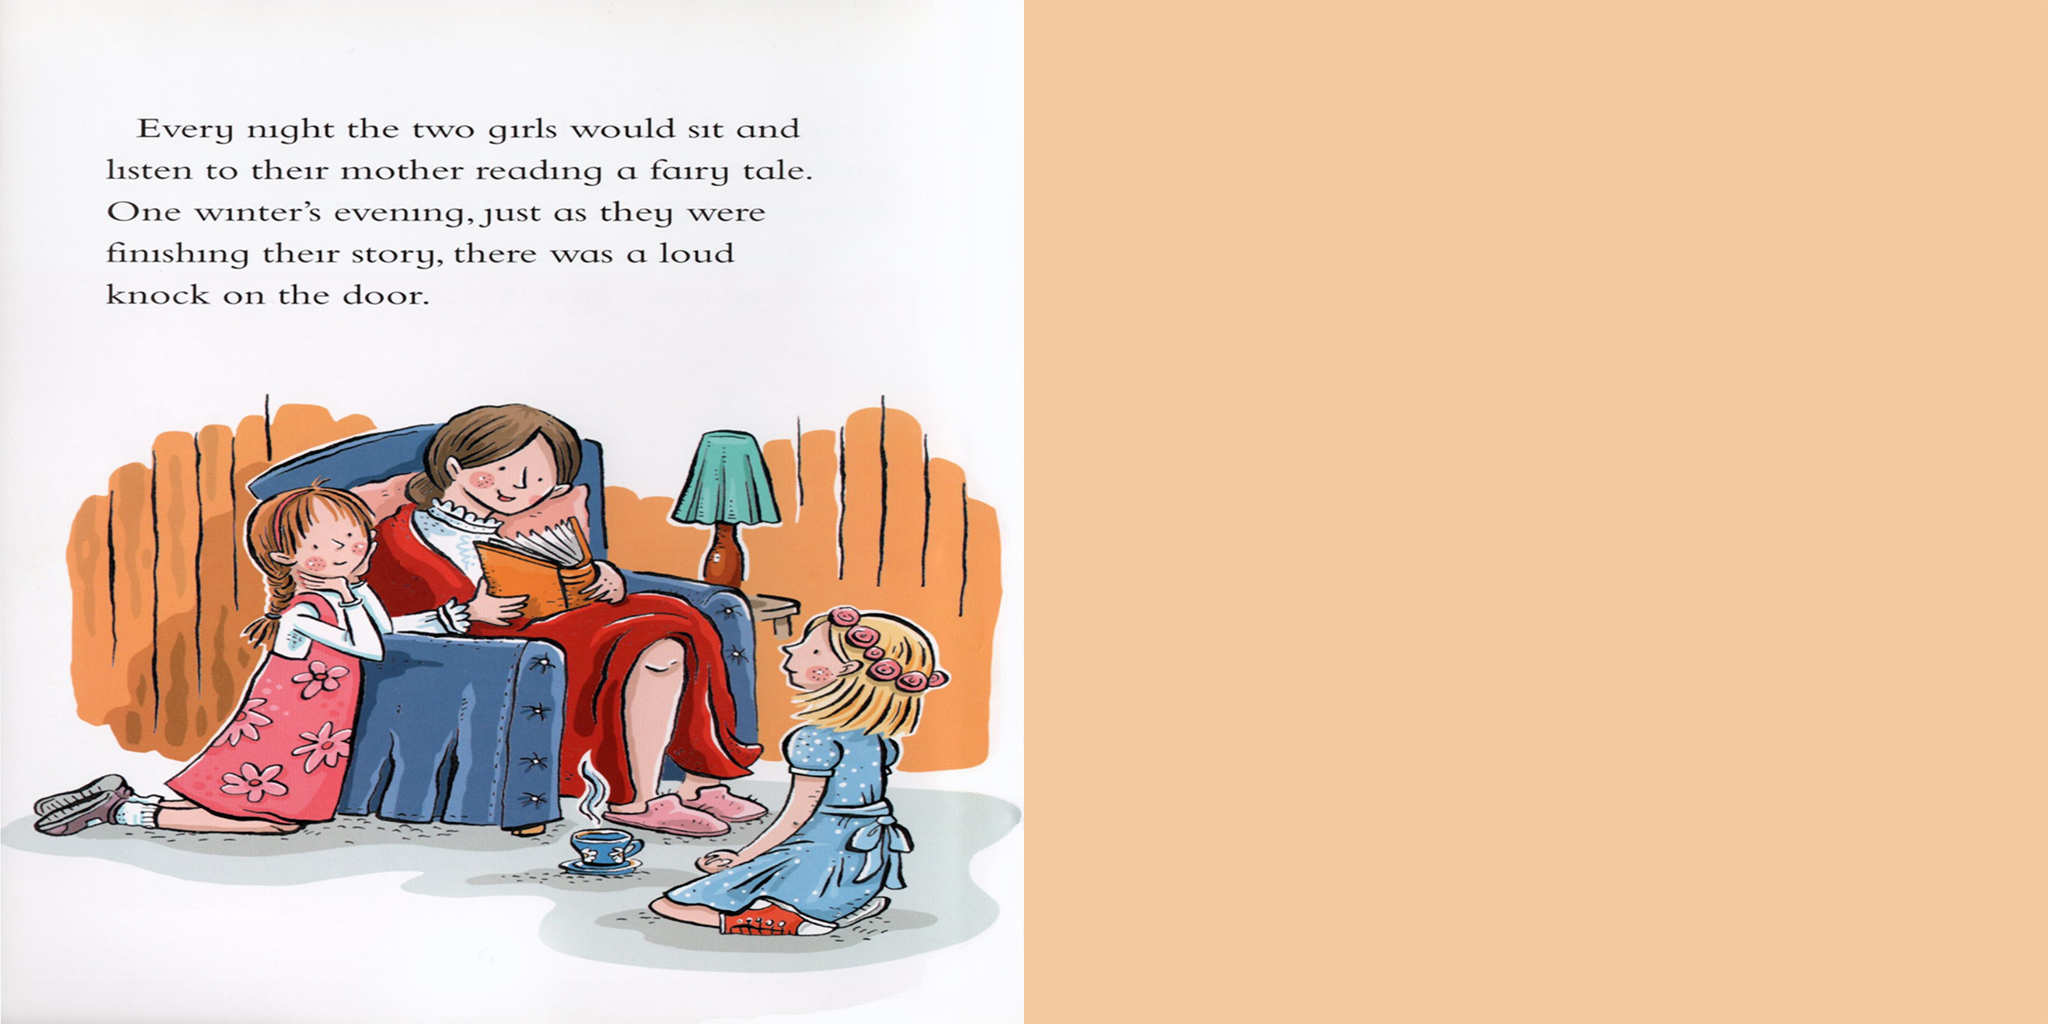 Every night the two girls would sit and
listen to their mother reading a fairy tale.
One winter's evening, just as they were
finishing their story, there was a loud
knock on the door.